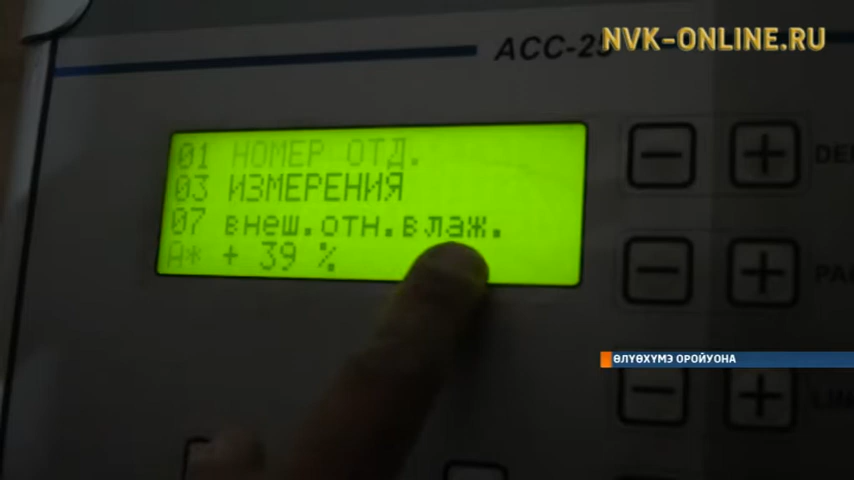 NVK-ONLINE.RU
ACC-25
01 НОМЕР ОТД.
03 ИЗМЕРЕНИЯ
07 внеш.отн.влаж.
A* + 39 %
ӨЛҮӨХҮМЭ ОРОЙУОНА